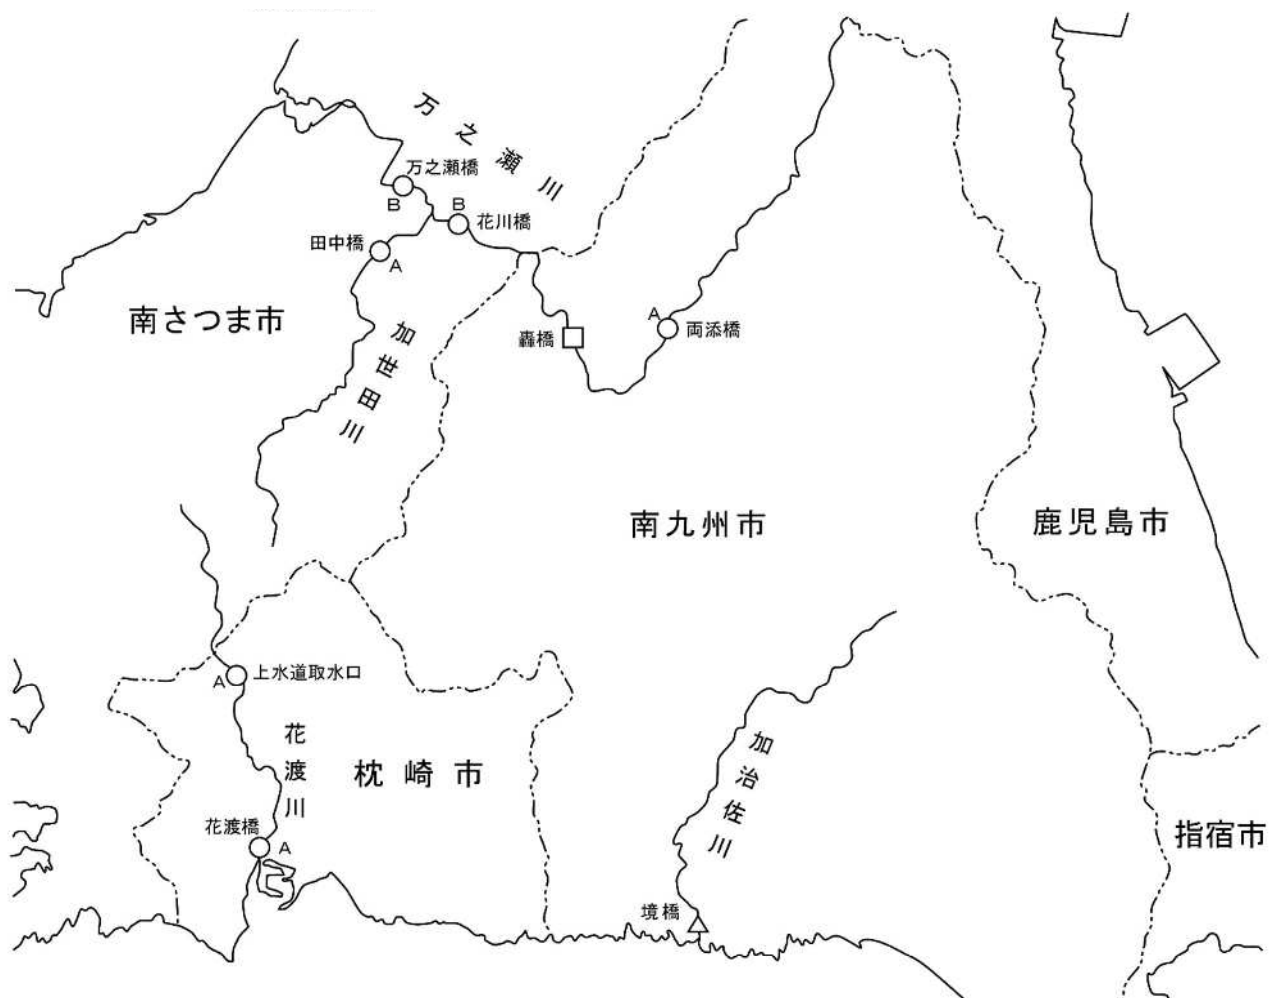 万之瀬川
万之瀬橋
B
B
花川橋
田中橋
A
南さつま市
加世田川
轟橋
A
両添橋
南九州市
鹿児島市
上水道取水口
A
花渡川
枕崎市
加治佐川
花渡橋
A
指宿市
境橋